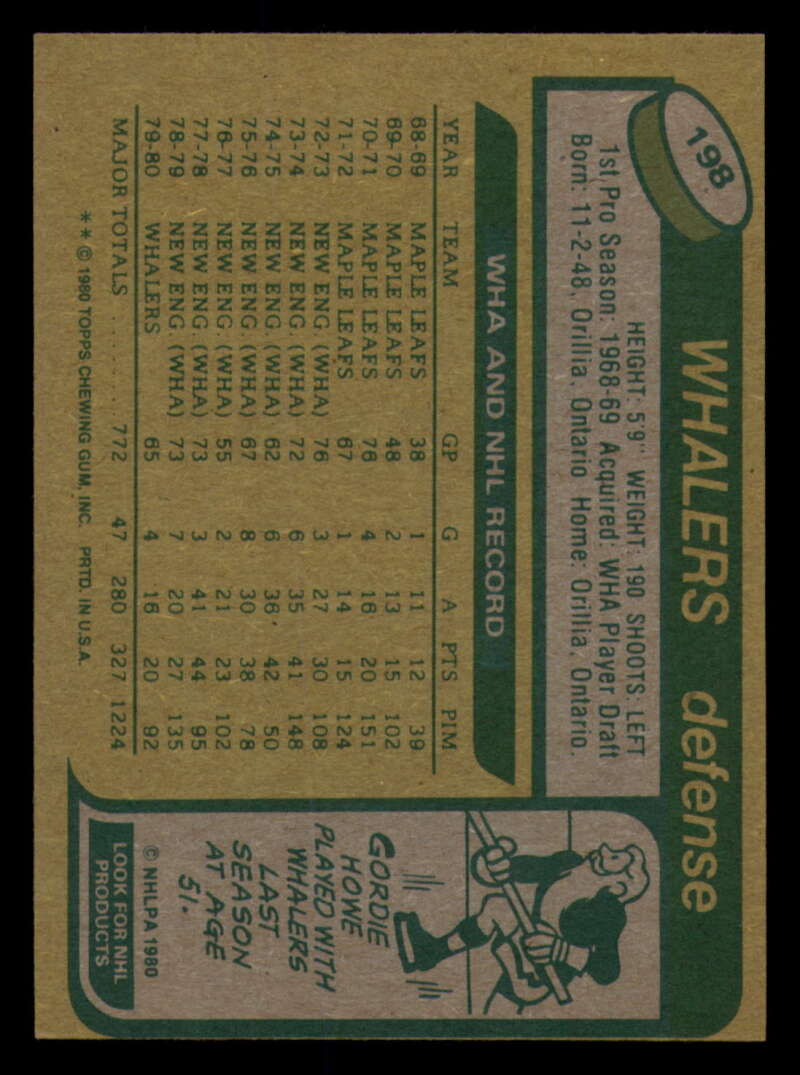 198
WHALERS defense
HEIGHT: 5'9" WEIGHT: 190 SHOOTS: LEFT
1st Pro Season: 1968-69 Acquired: WHA Player Draft
Born: 11-2-48, Orillia, Ontario Home: Orillia, Ontario.
WHA AND NHL RECORD
YEAR TEAM GP G A PTS PIM
68-69 MAPLE LEAFS 38 1 11 12 39
69-70 MAPLE LEAFS 48 2 13 15 102
70-71 MAPLE LEAFS 76 4 16 20 151
71-72 MAPLE LEAFS 67 1 14 15 124
72-73 NEW ENG. (WHA) 76 3 27 30 108
73-74 NEW ENG. (WHA) 72 6 35 41 148
74-75 NEW ENG. (WHA) 62 6 36 42 50
75-76 NEW ENG. (WHA) 67 8 30 38 78
76-77 NEW ENG. (WHA) 55 2 21 23 102
77-78 NEW ENG. (WHA) 73 3 41 44 95
78-79 NEW ENG. (WHA) 73 7 20 27 135
79-80 WHALERS 65 4 16 20 92
MAJOR TOTALS ........ 772 47 280 327 1224
** © 1980 TOPPS CHEWING GUM, INC. PRTD. IN U.S.A.
GORDIE
HOWE
PLAYED WITH
WHALERS
LAST
SEASON
AT AGE
51.
© NHLPA 1980
LOOK FOR NHL
PRODUCTS